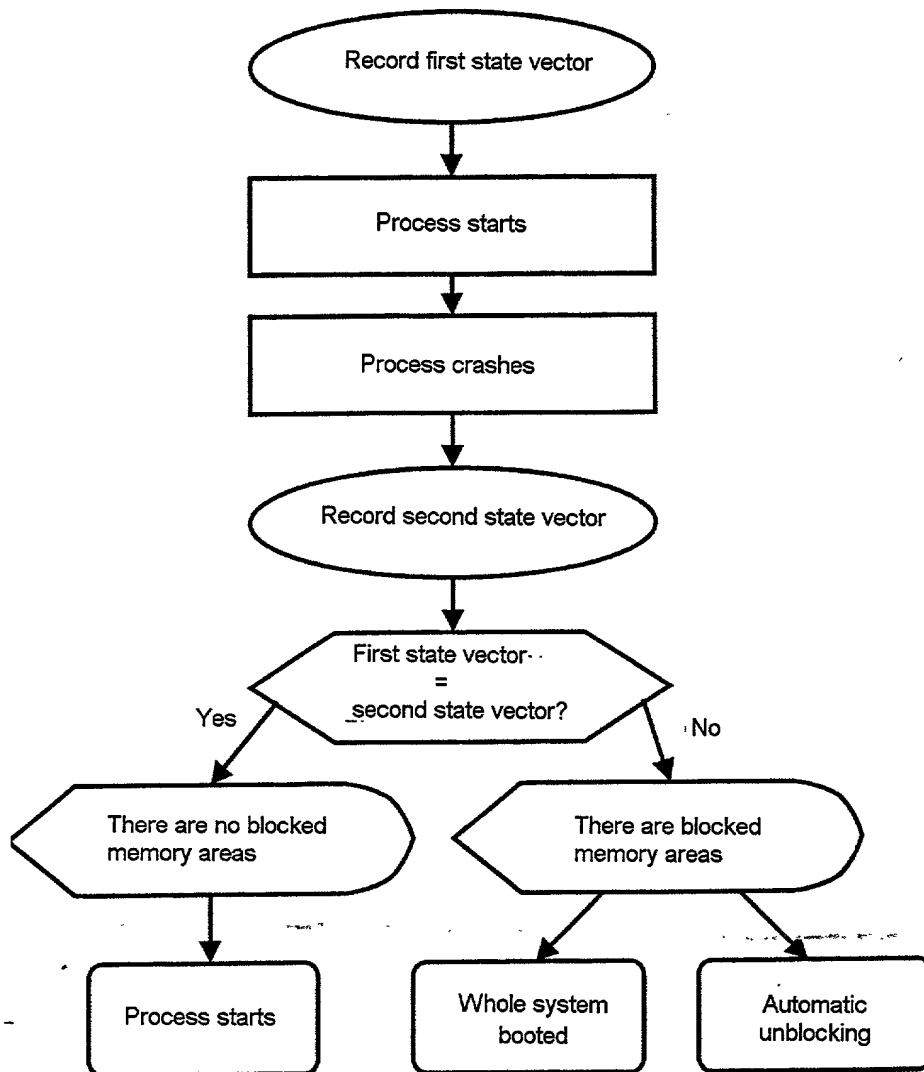 Record first state vector
Process starts
Process crashes
Record second state vector
First state vector
=
second state vector?
Yes
No
There are no blocked
memory areas
There are blocked
memory areas
Process starts
Whole system
booted
Automatic
unblocking